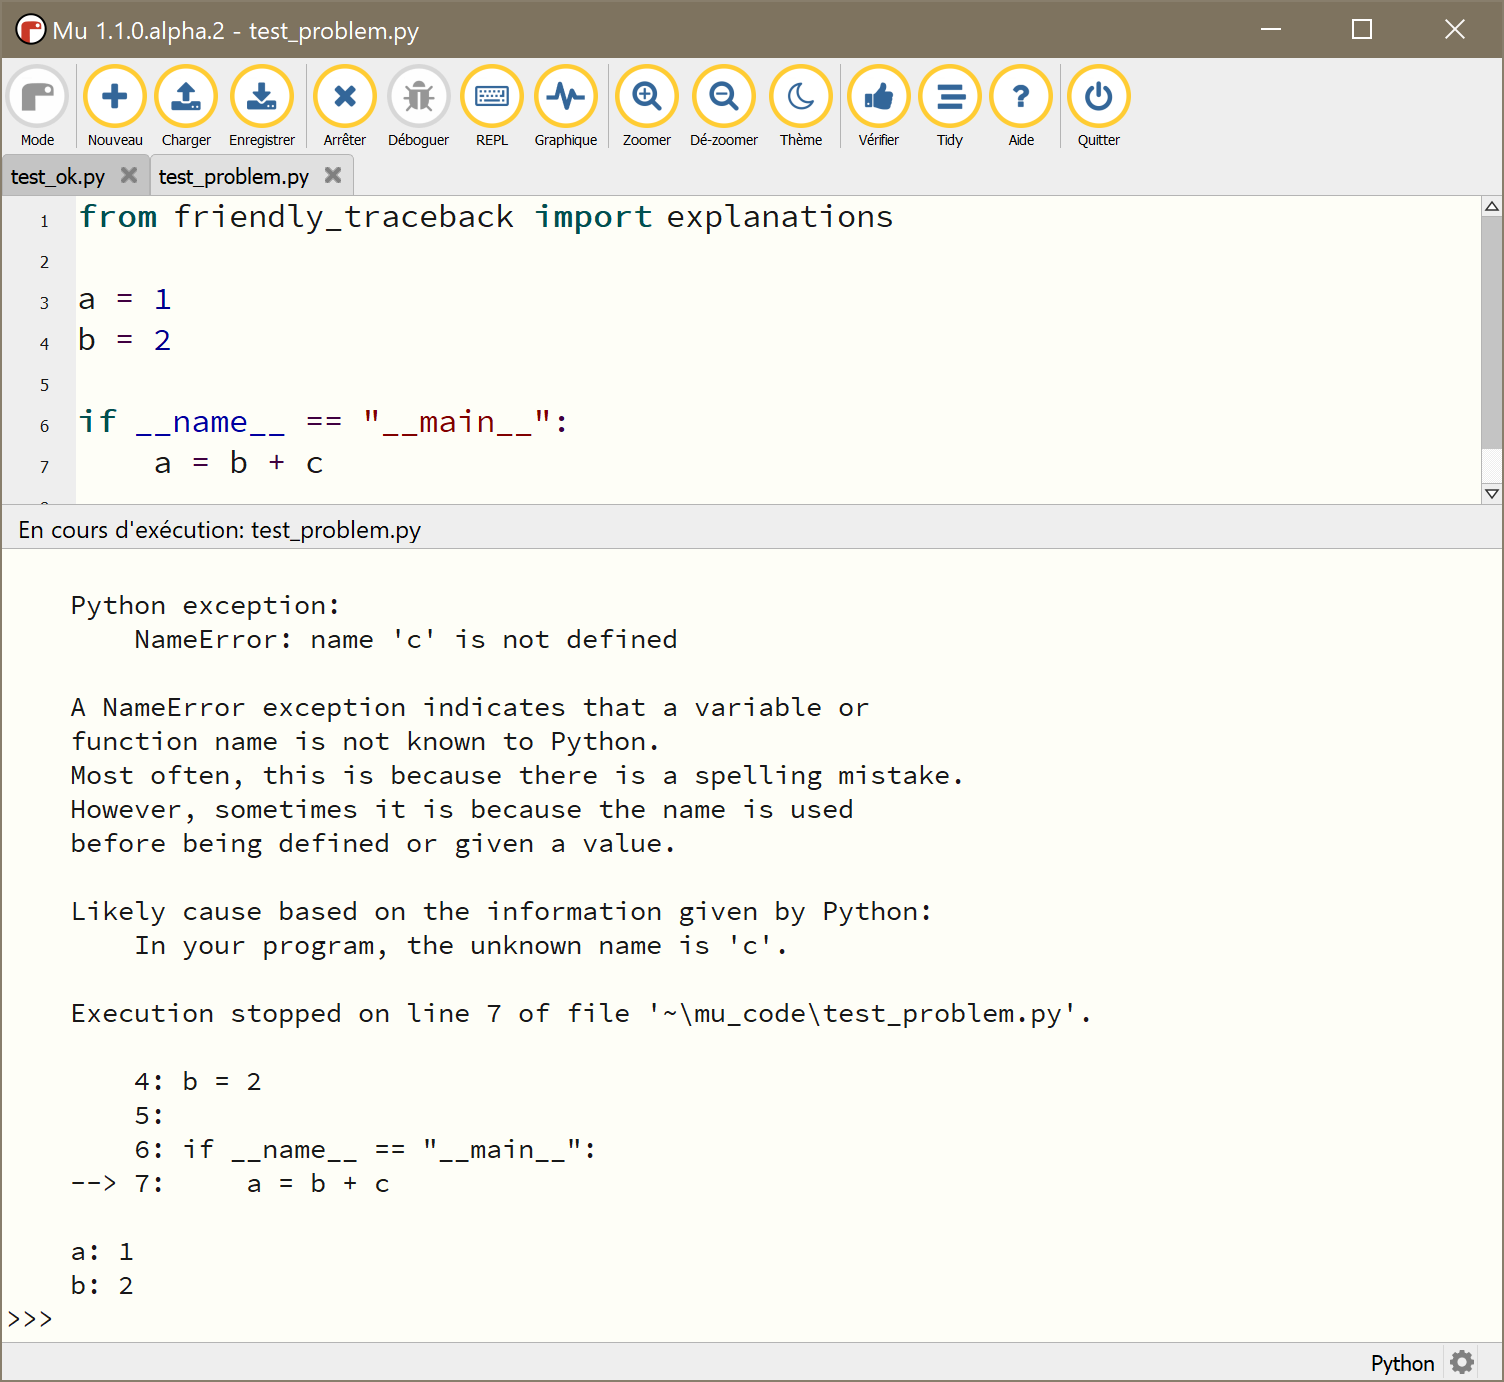 Mu 1.1.0.alpha.2 - test_problem.py
Mode Nouveau Charger Enregistrer Arrêter Déboguer REPL Graphique Zoomer Dé-zoomer Thème Vérifier Tidy Aide Quitter
test_ok.py test_problem.py
1 from friendly_traceback import explanations
2
3 a = 1
4 b = 2
5
6 if __name__ == "__main__":
7     a = b + c
En cours d'exécution: test_problem.py
Python exception:
    NameError: name 'c' is not defined
A NameError exception indicates that a variable or
function name is not known to Python.
Most often, this is because there is a spelling mistake.
However, sometimes it is because the name is used
before being defined or given a value.
Likely cause based on the information given by Python:
    In your program, the unknown name is 'c'.
Execution stopped on line 7 of file '~\mu_code\test_problem.py'.
    4: b = 2
    5:
    6: if __name__ == "__main__":
--> 7:     a = b + c
a: 1
b: 2
>>>
Python